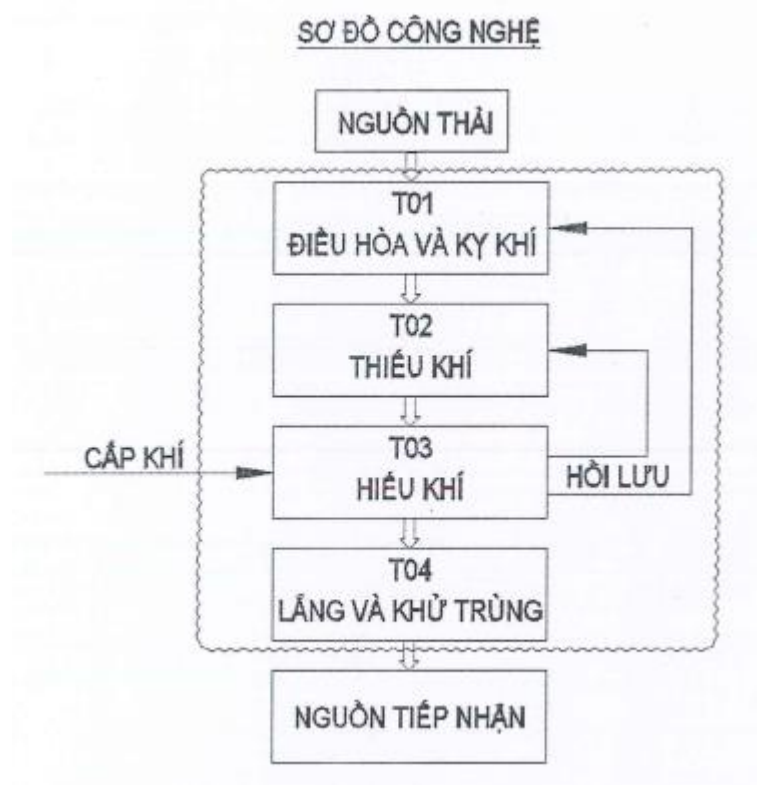 SƠ ĐỒ CÔNG NGHỆ
NGUỒN THẢI
T01
ĐIỀU HÒA VÀ KỴ KHÍ
T02
THIẾU KHÍ
CẤP KHÍ
T03
HIẾU KHÍ
HỒI LƯU
T04
LẮNG VÀ KHỬ TRÙNG
NGUỒN TIẾP NHẬN